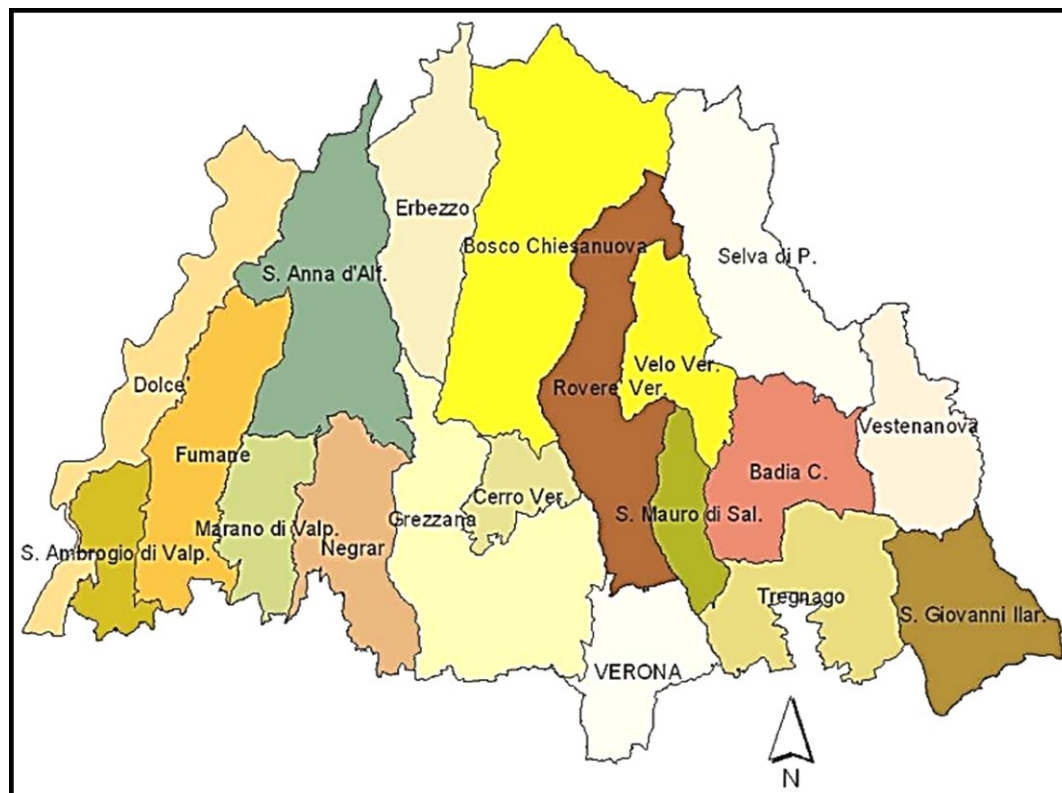 Erbezzo
Bosco Chiesanuova
Selva di P.
S. Anna d'Alf.
Velo Ver.
Dolce'
Rovere' Ver.
Vestenanova
Fumane
Badia C.
Cerro Ver.
S. Mauro di Sal.
Grezzana
Marano di Valp.
Negrar
S. Ambrogio di Valp.
Tregnago
S. Giovanni Ilar.
VERONA
N